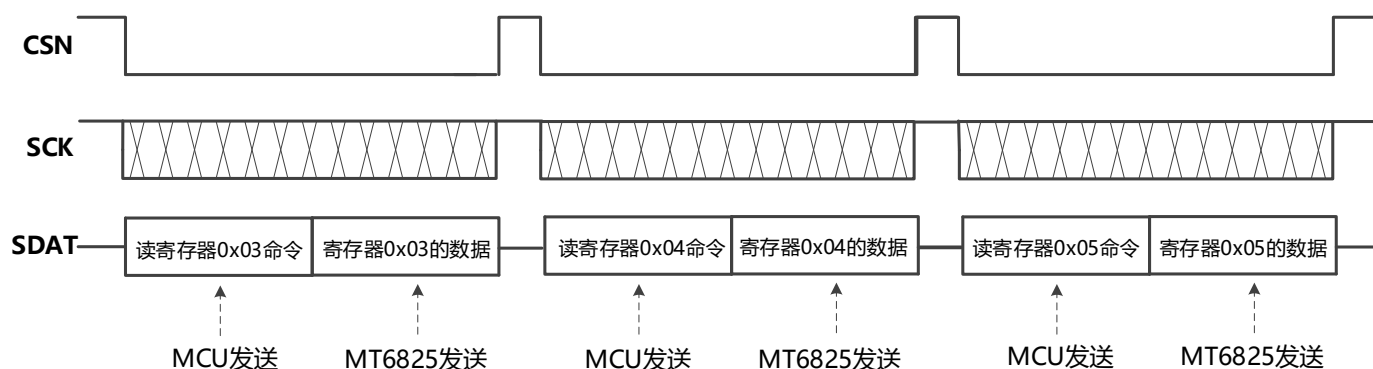 CSN
SCK
SDAT 读寄存器0x03命令 寄存器0x03的数据 读寄存器0x04命令 寄存器0x04的数据 读寄存器0x05命令 寄存器0x05的数据
MCU发送 MT6825发送 MCU发送 MT6825发送 MCU发送 MT6825发送